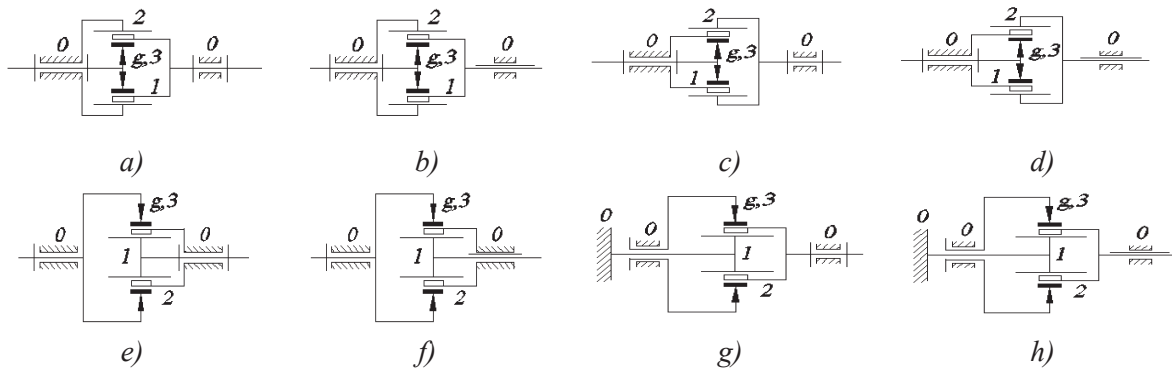 0 2 0 g,3 1
0 2 0 g,3 1
0 2 0 g,3 1
0 2 0 g,3 1
a) b) c) d)
0 g,3 0 1 2
0 g,3 0 1 2
0 0 g,3 0 1 2
0 0 g,3 0 1 2
e) f) g) h)